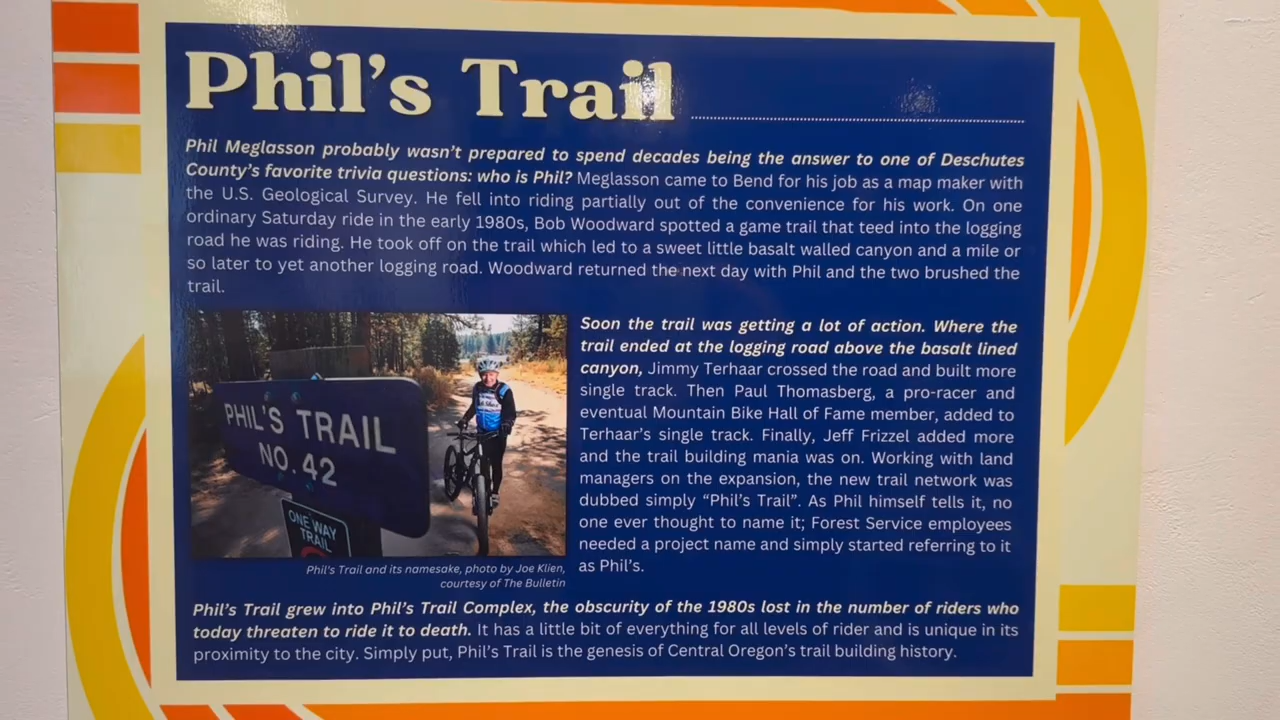 Phil's Trail
Phil Meglasson probably wasn't prepared to spend decades being the answer to one of Deschutes
County's favorite trivia questions: who is Phil? Meglasson came to Bend for his job as a map maker with
the U.S. Geological Survey. He fell into riding partially out of the convenience for his work. On one
ordinary Saturday ride in the early 1980s, Bob Woodward spotted a game trail that teed into the logging
road he was riding. He took off on the trail which led to a sweet little basalt walled canyon and a mile or
so later to yet another logging road. Woodward returned the next day with Phil and the two brushed the
trail.
PHIL'S TRAIL
NO. 42
ONE WAY
TRAIL
Phil's Trail and its namesake, photo by Joe Klien,
courtesy of The Bulletin
Soon the trail was getting a lot of action. Where the
trail ended at the logging road above the basalt lined
canyon, Jimmy Terhaar crossed the road and built more
single track. Then Paul Thomasberg, a pro-racer and
eventual Mountain Bike Hall of Fame member, added to
Terhaar's single track. Finally, Jeff Frizzel added more
and the trail building mania was on. Working with land
managers on the expansion, the new trail network was
dubbed simply “Phil's Trail”. As Phil himself tells it, no
one ever thought to name it; Forest Service employees
needed a project name and simply started referring to it
as Phil's.
Phil's Trail grew into Phil's Trail Complex, the obscurity of the 1980s lost in the number of riders who
today threaten to ride it to death. It has a little bit of everything for all levels of rider and is unique in its
proximity to the city. Simply put, Phil's Trail is the genesis of Central Oregon's trail building history.